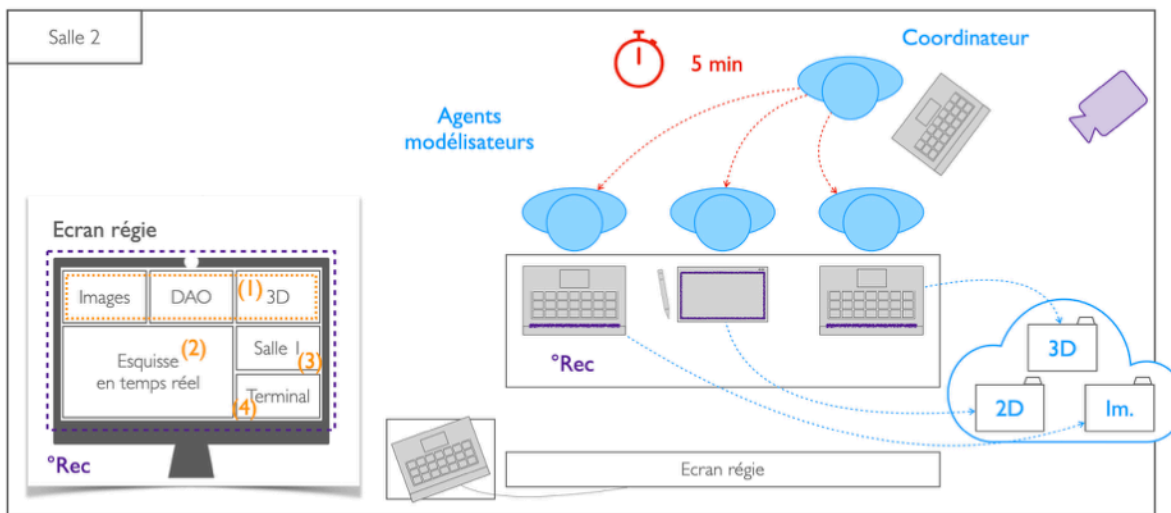 Salle 2
5 min
Coordinateur
Agents
modélisateurs
Ecran régie
Images
DAO
(1)
3D
Esquisse
en temps réel
(2)
Salle 1
(3)
Terminal
(4)
°Rec
°Rec
3D
2D
Im.
Ecran régie